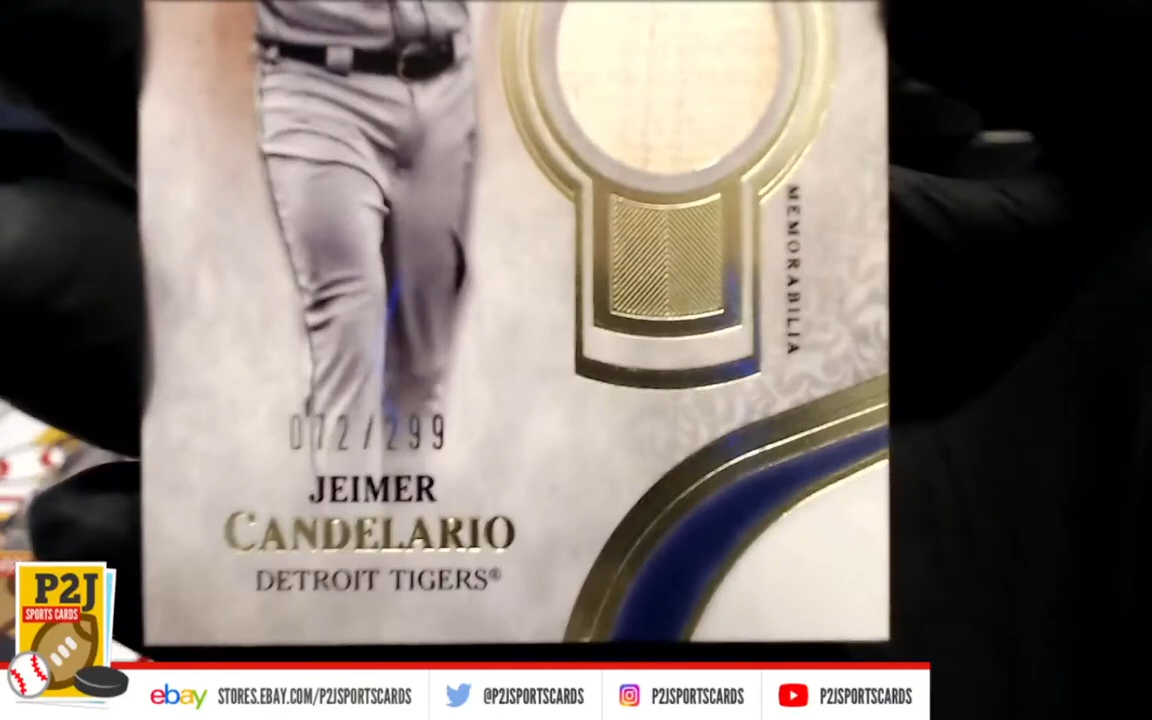 MEMORABILIA
072/299
JEIMER
CANDELARIO
DETROIT TIGERS®
P2J
SPORTS CARDS
ebay STORES.EBAY.COM/P2JSPORTSCARDS @P2JSPORTSCARDS P2JSPORTSCARDS P2JSPORTSCARDS